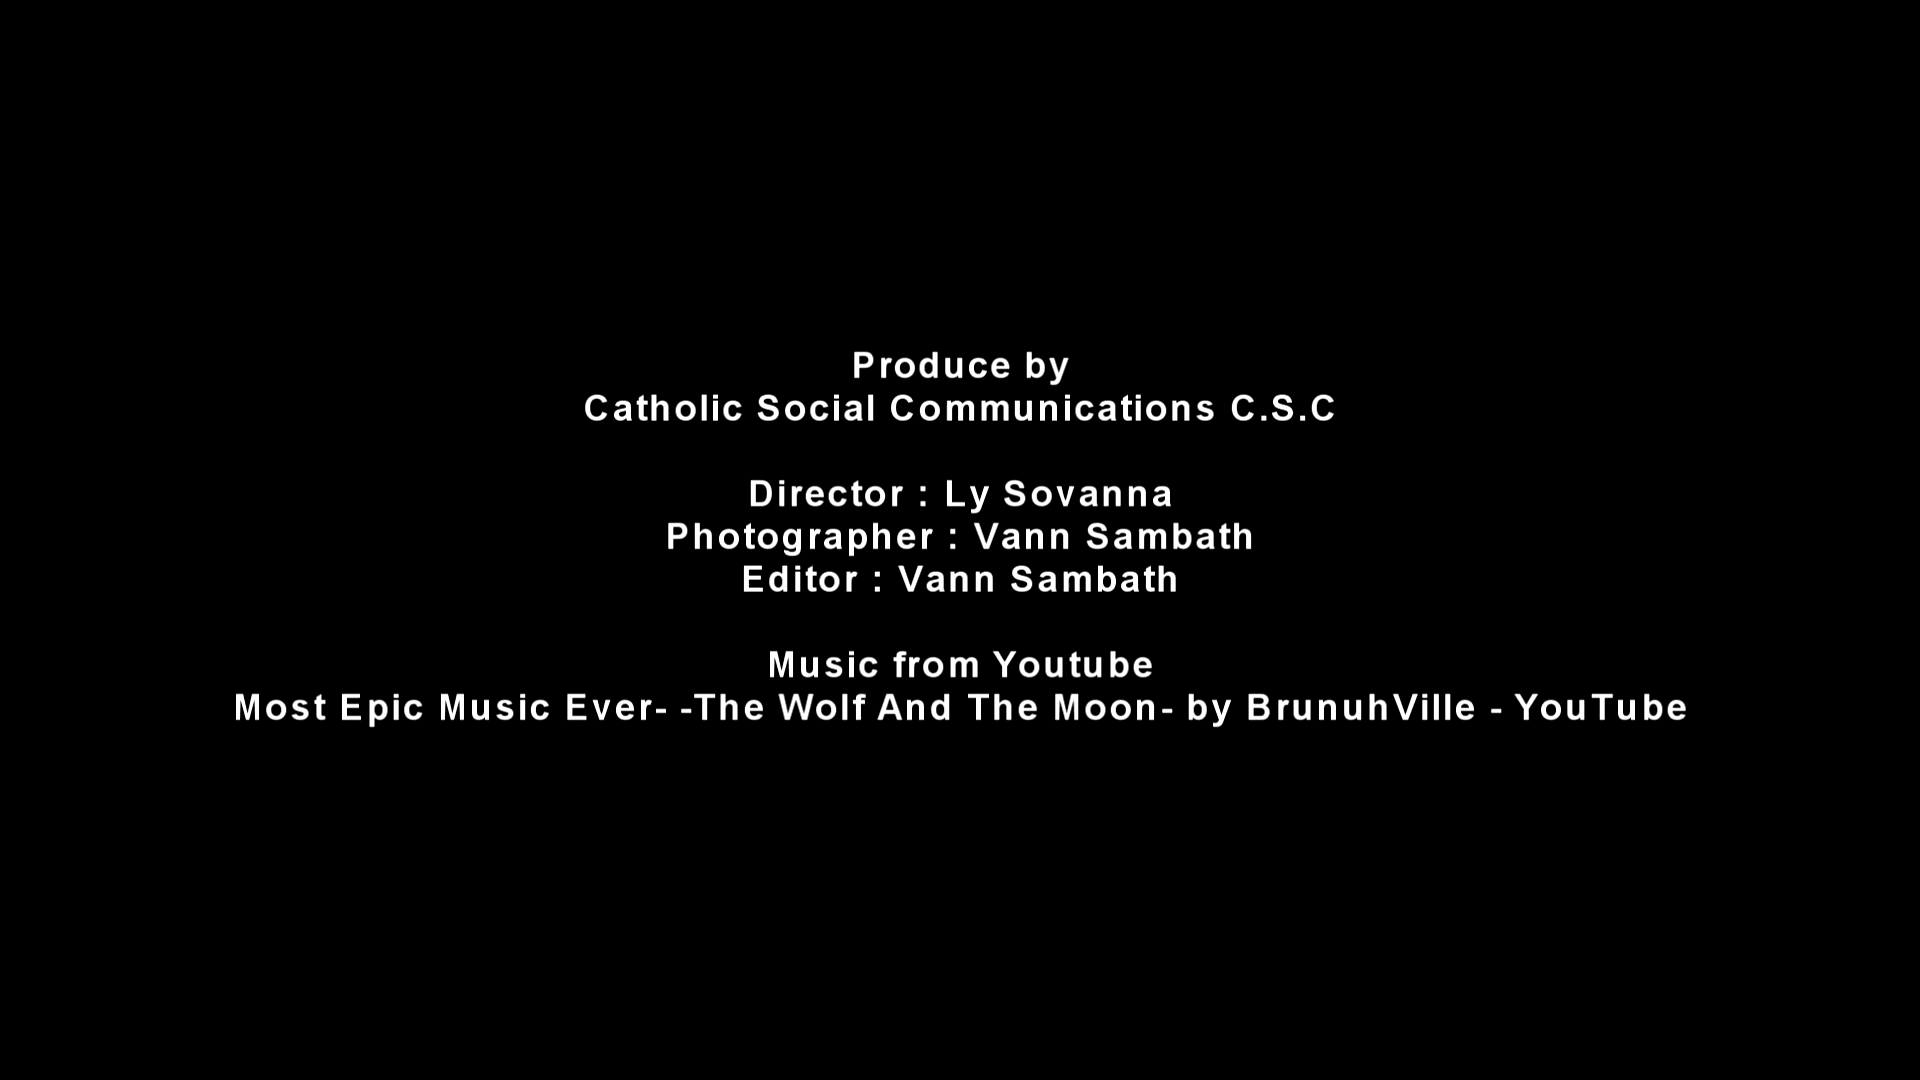 Produce by
Catholic Social Communications C.S.C
Director : Ly Sovanna
Photographer : Vann Sambath
Editor : Vann Sambath
Music from Youtube
Most Epic Music Ever- -The Wolf And The Moon- by BrunuhVille - YouTube